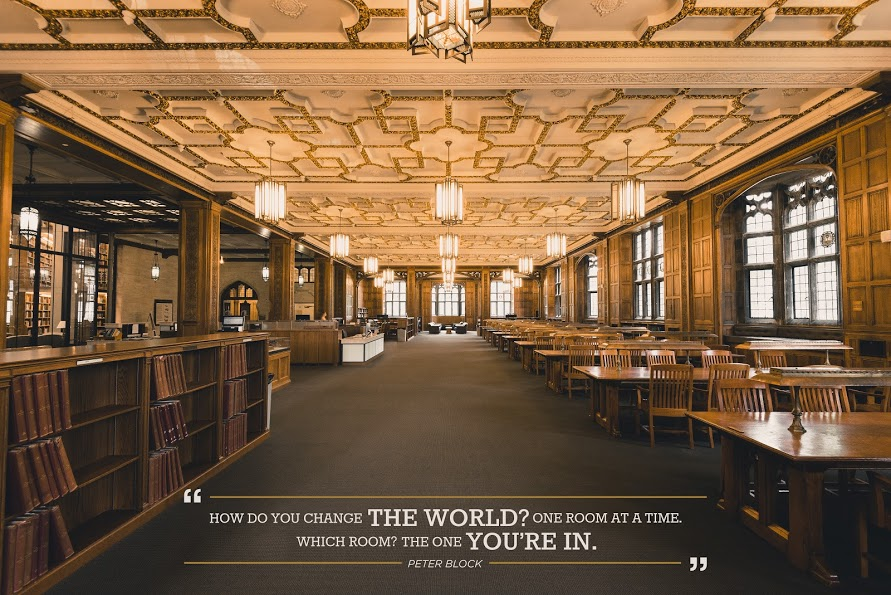 “
HOW DO YOU CHANGE THE WORLD? ONE ROOM AT A TIME.
WHICH ROOM? THE ONE YOU'RE IN.
PETER BLOCK
”